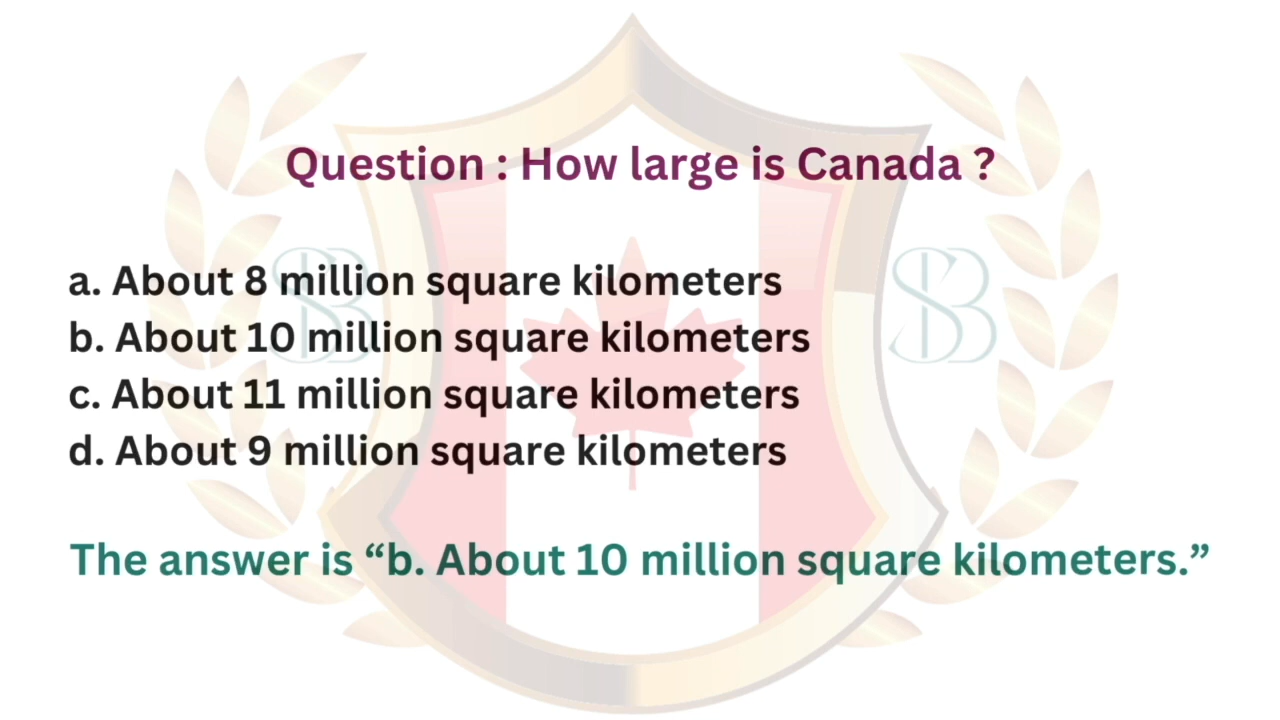 Question : How large is Canada ?
a. About 8 million square kilometers
b. About 10 million square kilometers
c. About 11 million square kilometers
d. About 9 million square kilometers
The answer is “b. About 10 million square kilometers.”